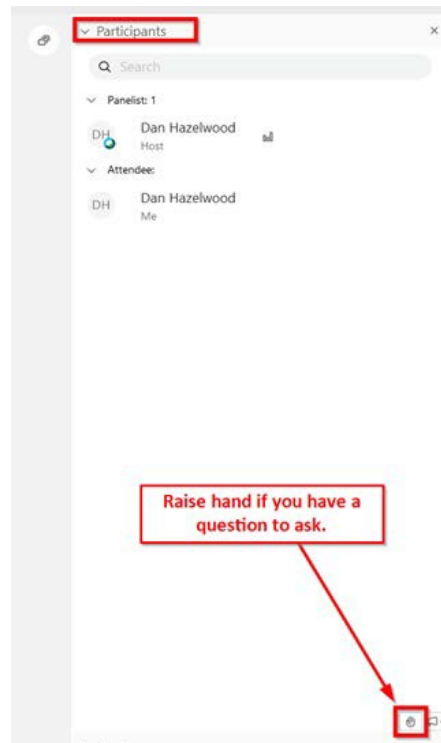 Participants
Search
Panelist: 1
DH
Dan Hazelwood
Host
Attendee:
DH
Dan Hazelwood
Me
Raise hand if you have a
question to ask.